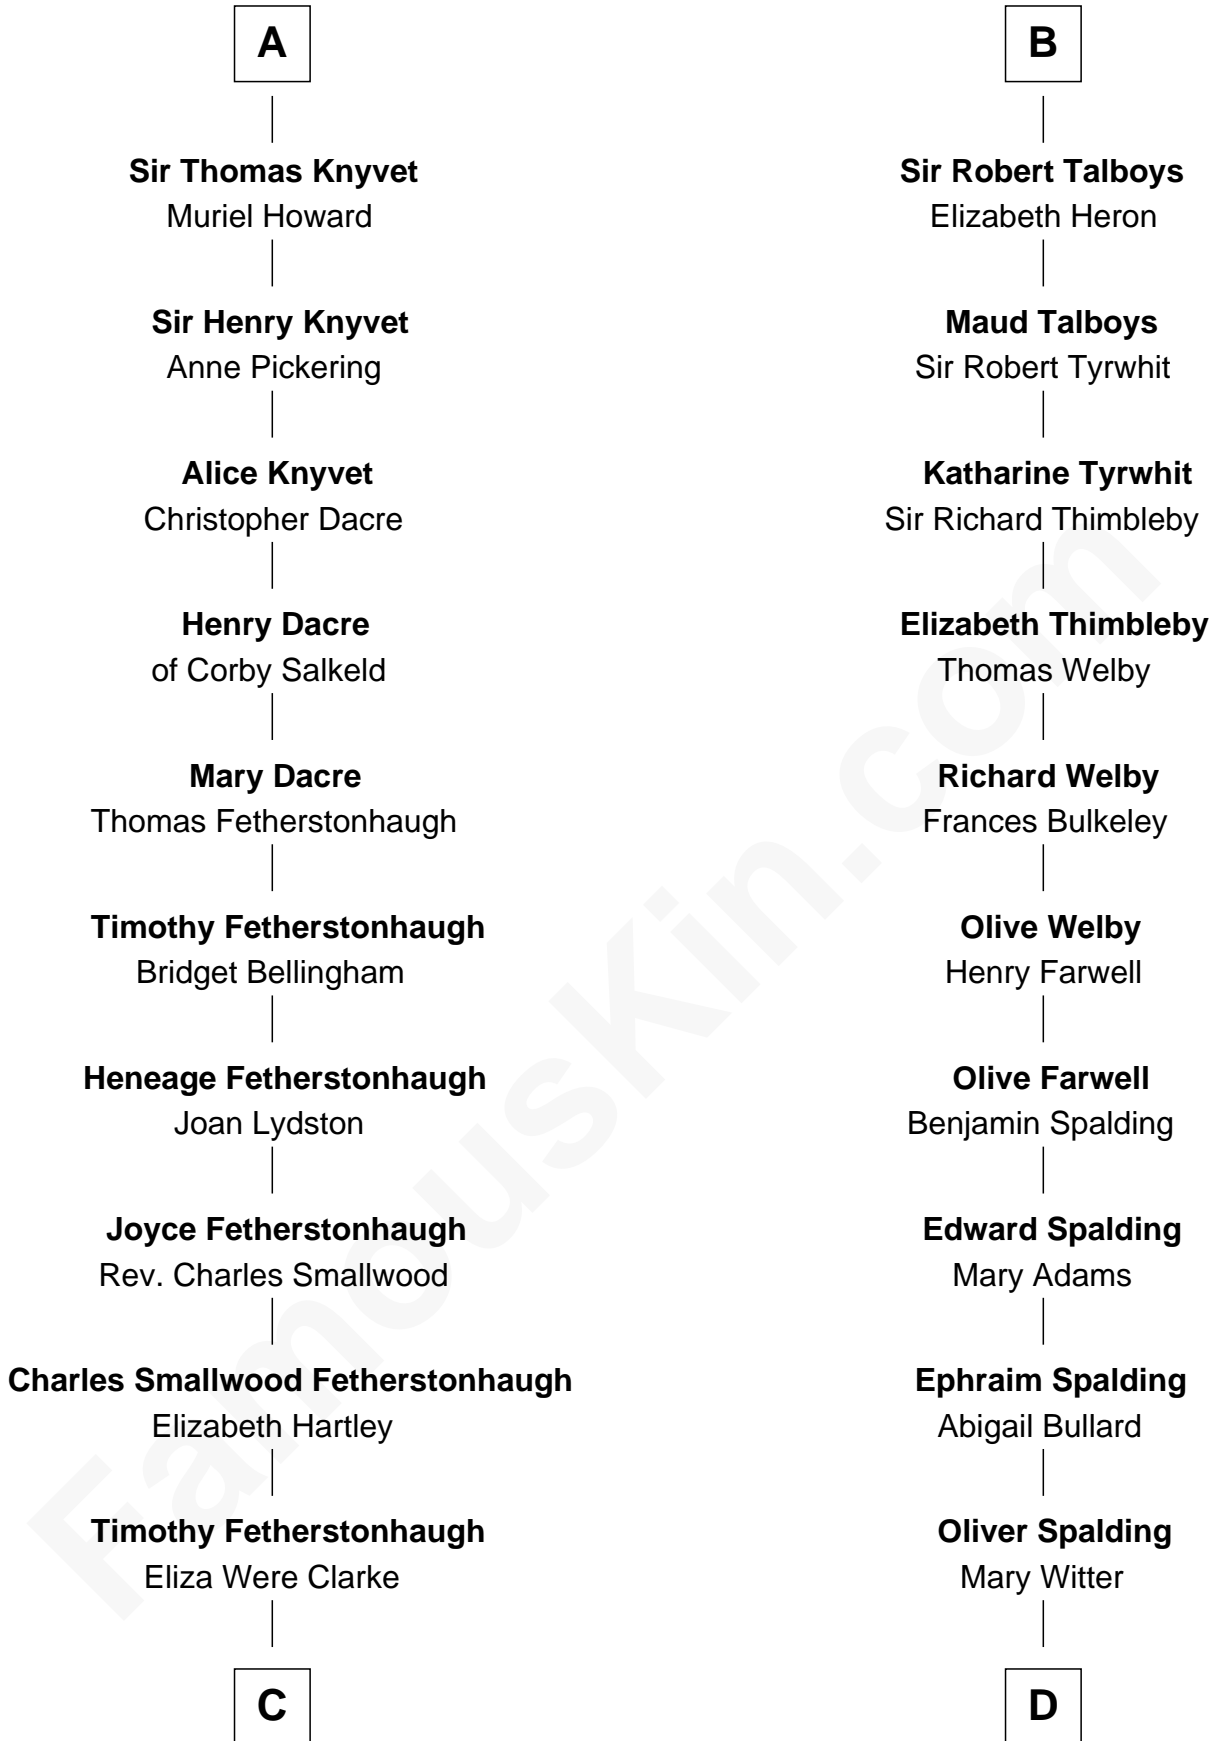 A
Sir Thomas Knyvet
Muriel Howard
Sir Henry Knyvet
Anne Pickering
Alice Knyvet
Christopher Dacre
Henry Dacre
of Corby Salkeld
Mary Dacre
Thomas Fetherstonhaugh
Timothy Fetherstonhaugh
Bridget Bellingham
Heneage Fetherstonhaugh
Joan Lydston
Joyce Fetherstonhaugh
Rev. Charles Smallwood
Charles Smallwood Fetherstonhaugh
Elizabeth Hartley
Timothy Fetherstonhaugh
Eliza Were Clarke
C
B
Sir Robert Talboys
Elizabeth Heron
Maud Talboys
Sir Robert Tyrwhit
Katharine Tyrwhit
Sir Richard Thimbleby
Elizabeth Thimbleby
Thomas Welby
Richard Welby
Frances Bulkeley
Olive Welby
Henry Farwell
Olive Farwell
Benjamin Spalding
Edward Spalding
Mary Adams
Ephraim Spalding
Abigail Bullard
Oliver Spalding
Mary Witter
D
FamousKin.com